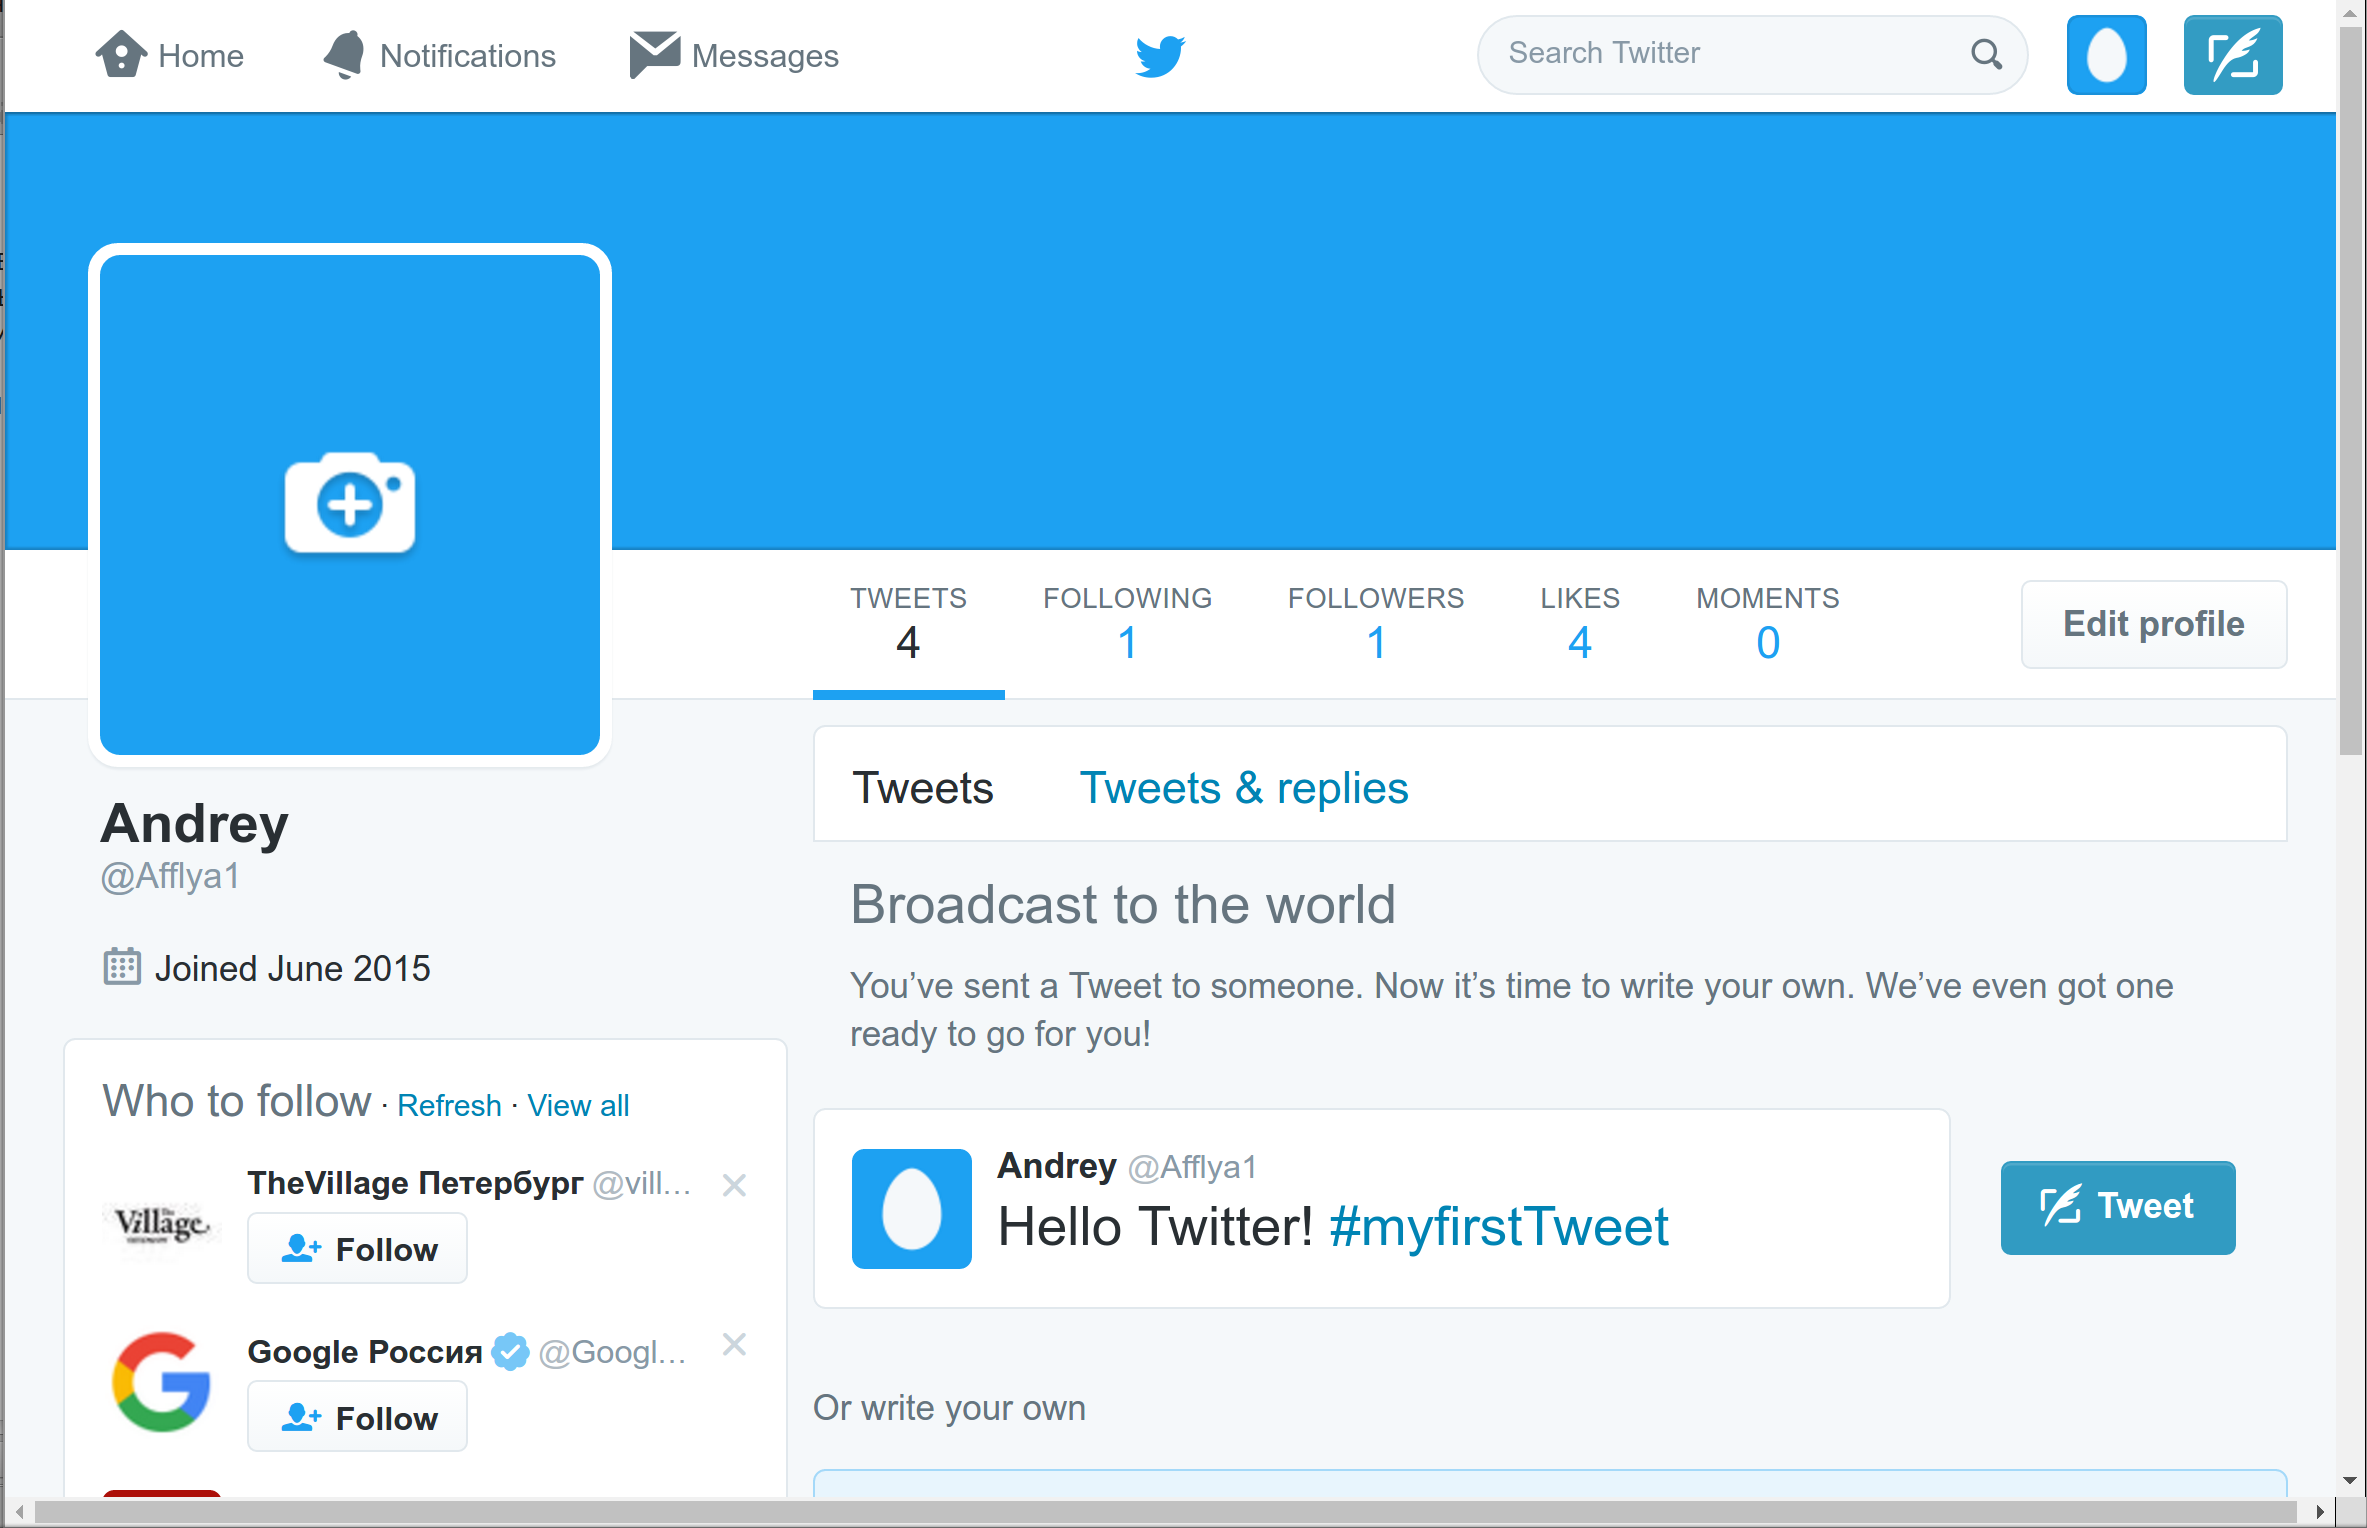 Home
Notifications
Messages
Search Twitter
TWEETS
4
FOLLOWING
1
FOLLOWERS
1
LIKES
4
MOMENTS
0
Edit profile
Andrey
@Afflya1
Joined June 2015
Who to follow · Refresh · View all
TheVillage Петербург @vill...
The Village
Follow
Google Россия @Googl...
Follow
Tweets
Tweets & replies
Broadcast to the world
You’ve sent a Tweet to someone. Now it’s time to write your own. We’ve even got one
ready to go for you!
Andrey @Afflya1
Hello Twitter! #myfirstTweet
Tweet
Or write your own